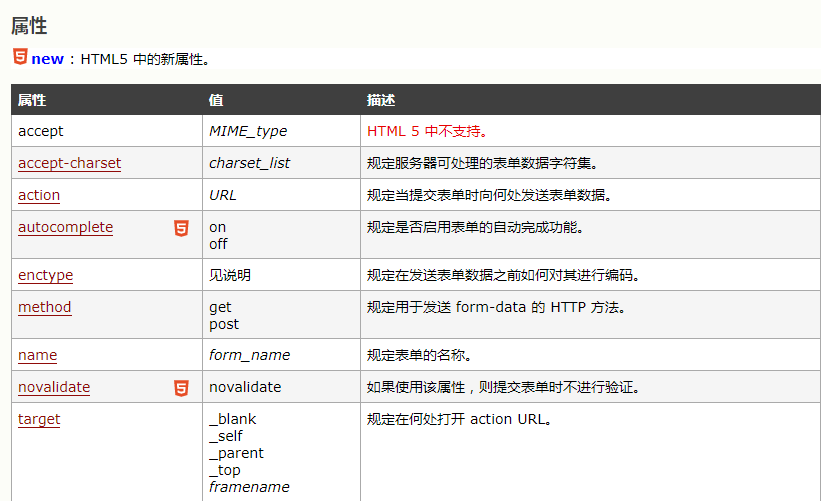 属性
5 new : HTML5 中的新属性。
属性 值 描述
accept MIME_type HTML 5 中不支持。
accept-charset charset_list 规定服务器可处理的表单数据字符集。
action URL 规定当提交表单时向何处发送表单数据。
autocomplete 5 on 规定是否启用表单的自动完成功能。
off
enctype 见说明 规定在发送表单数据之前如何对其进行编码。
method get 规定用于发送 form-data 的 HTTP 方法。
post
name form_name 规定表单的名称。
novalidate 5 novalidate 如果使用该属性，则提交表单时不进行验证。
target _blank 规定在何处打开 action URL。
_self
_parent
_top
framename